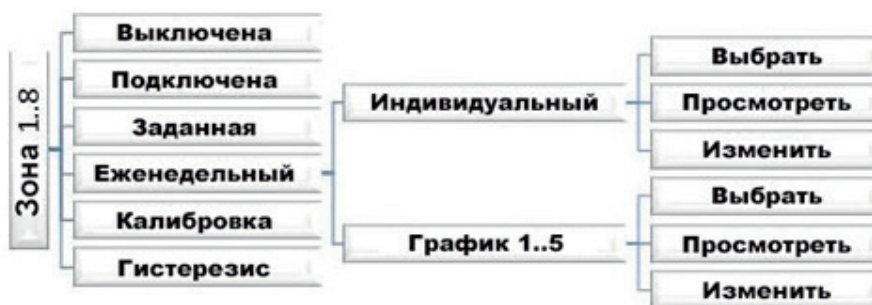 Зона 1..8
Выключена
Подключена
Заданная
Еженедельный
Калибровка
Гистерезис
Индивидуальный
График 1..5
Выбрать
Просмотреть
Изменить
Выбрать
Просмотреть
Изменить